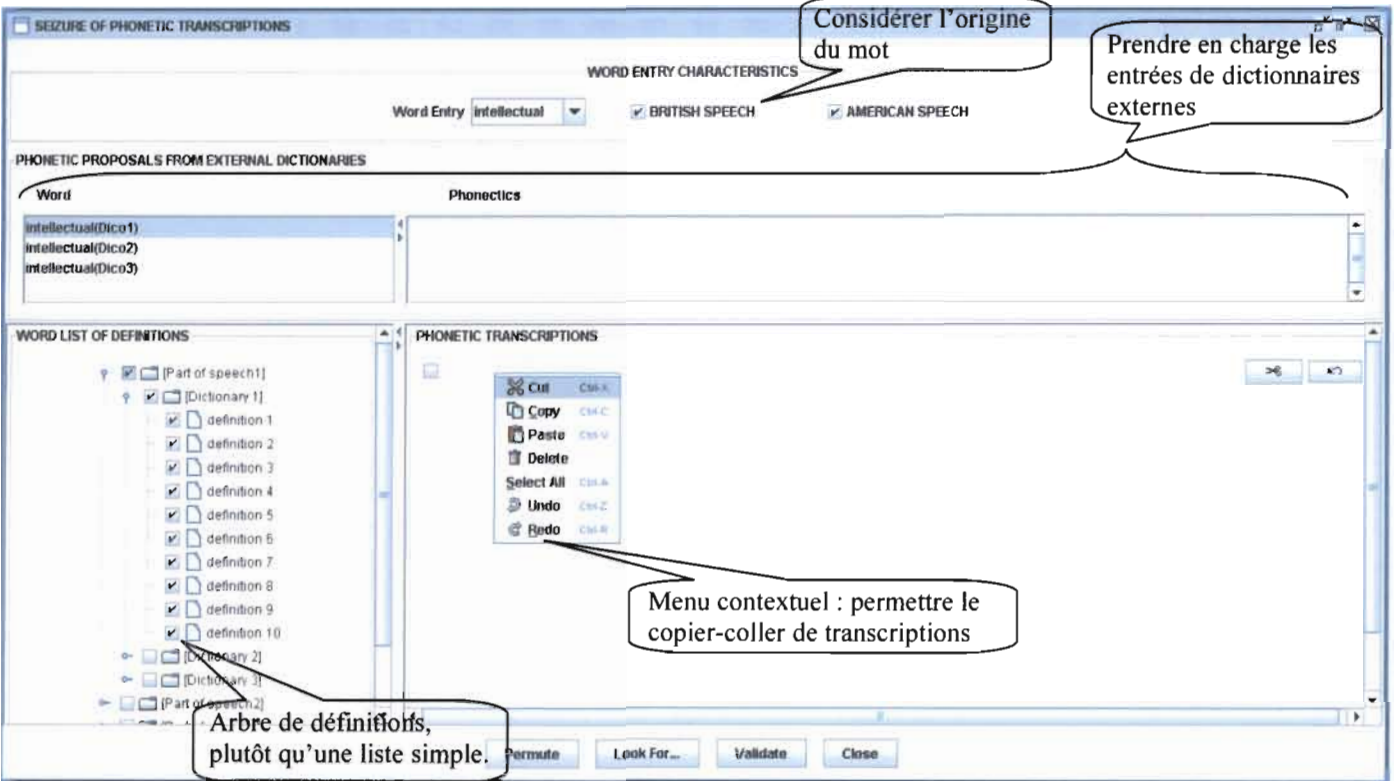 SEIZURE OF PHONETIC TRANSCRIPTIONS
Considérer l'origine
du mot
Prendre en charge les
entrées de dictionnaires
externes
WORD ENTRY CHARACTERISTICS
Word Entry intellectual BRITISH SPEECH AMERICAN SPEECH
PHONETIC PROPOSALS FROM EXTERNAL DICTIONARIES
Word Phonectics
intellectual(Dico1)
intellectual(Dico2)
intellectual(Dico3)
WORD LIST OF DEFINITIONS
[Part of speech1]
[Dictionary 1]
definition 1
definition 2
definition 3
definition 4
definition 5
definition 6
definition 7
definition 8
definition 9
definition 10
[Dictionary 2]
[Dictionary 3]
[Part of speech2]
Arbre de définitions,
plutôt qu'une liste simple.
PHONETIC TRANSCRIPTIONS
Cut Ctrl-X
Copy Ctrl-C
Paste Ctrl-V
Delete
Select All Ctrl-A
Undo Ctrl-Z
Redo Ctrl-R
Menu contextuel : permettre le
copier-coller de transcriptions
Permute Look For... Validate Close